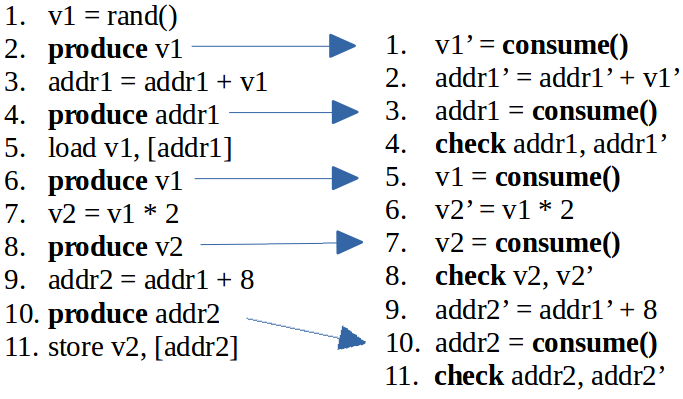 1. v1 = rand()
2. produce v1
3. addr1 = addr1 + v1
4. produce addr1
5. load v1, [addr1]
6. produce v1
7. v2 = v1 * 2
8. produce v2
9. addr2 = addr1 + 8
10. produce addr2
11. store v2, [addr2]
1. v1’ = consume()
2. addr1’ = addr1’ + v1’
3. addr1 = consume()
4. check addr1, addr1’
5. v1 = consume()
6. v2’ = v1 * 2
7. v2 = consume()
8. check v2, v2’
9. addr2’ = addr1’ + 8
10. addr2 = consume()
11. check addr2, addr2’